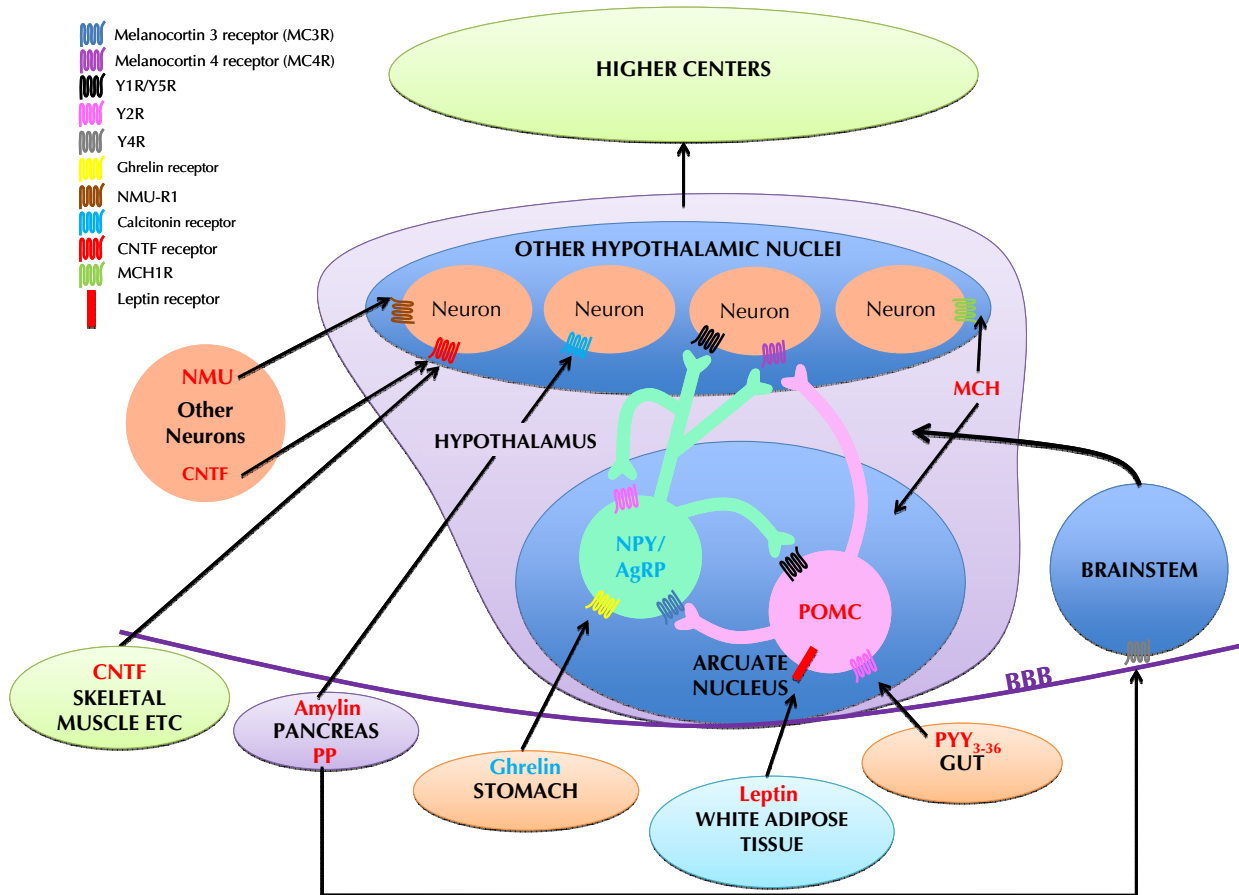 Melanocortin 3 receptor (MC3R)
Melanocortin 4 receptor (MC4R)
Y1R/Y5R
Y2R
Y4R
Ghrelin receptor
NMU-R1
Calcitonin receptor
CNTF receptor
MCH1R
Leptin receptor
HIGHER CENTERS
OTHER HYPOTHALAMIC NUCLEI
Neuron
Neuron
Neuron
Neuron
NMU
Other
Neurons
CNTF
HYPOTHALAMUS
MCH
NPY/
AgRP
POMC
ARCUATE
NUCLEUS
BRAINSTEM
BBB
CNTF
SKELETAL
MUSCLE ETC
Amylin
PANCREAS
PP
Ghrelin
STOMACH
Leptin
WHITE ADIPOSE
TISSUE
PYY3-36
GUT